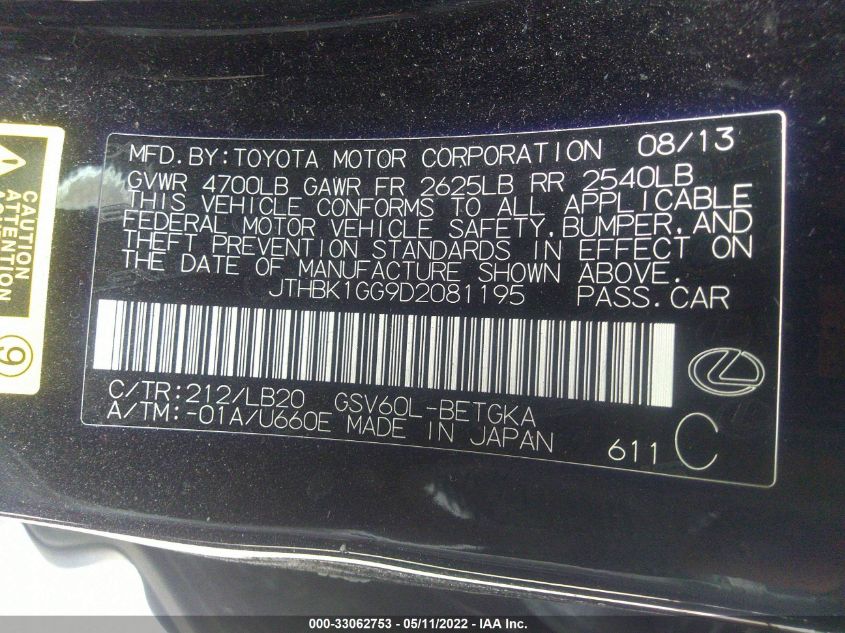 CAUTION
ATTENTION
9
MFD.BY:TOYOTA MOTOR CORPORATION 08/13
GVWR 4700LB GAWR FR 2625LB RR 2540LB
THIS VEHICLE CONFORMS TO ALL APPLICABLE
FEDERAL MOTOR VEHICLE SAFETY,BUMPER,AND
THEFT PREVENTION STANDARDS IN EFFECT ON
THE DATE OF MANUFACTURE SHOWN ABOVE.
JTHBK1GG9D2081195 PASS.CAR
C/TR:212/LB20 GSV60L-BETGKA
A/TM:-01A/U660E MADE IN JAPAN
611 C
000-33062753 - 05/11/2022 - IAA Inc.